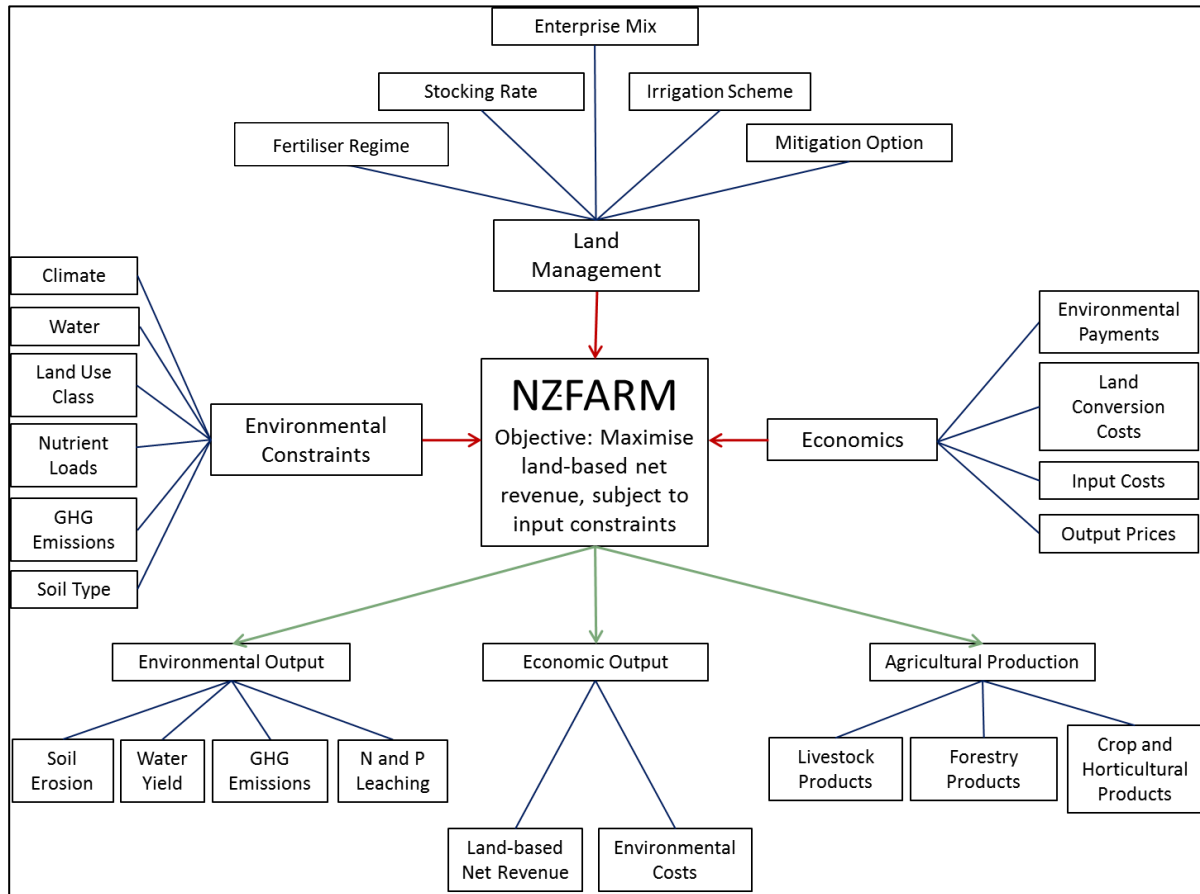 Enterprise Mix
Stocking Rate
Irrigation Scheme
Fertiliser Regime
Mitigation Option
Land
Management
Climate
Water
Land Use
Class
Nutrient
Loads
GHG
Emissions
Soil Type
Environmental
Constraints
NZFARM
Objective: Maximise
land-based net
revenue, subject to
input constraints
Economics
Environmental
Payments
Land
Conversion
Costs
Input Costs
Output Prices
Environmental Output
Soil
Erosion
Water
Yield
GHG
Emissions
N and P
Leaching
Economic Output
Land-based
Net Revenue
Environmental
Costs
Agricultural Production
Livestock
Products
Forestry
Products
Crop and
Horticultural
Products